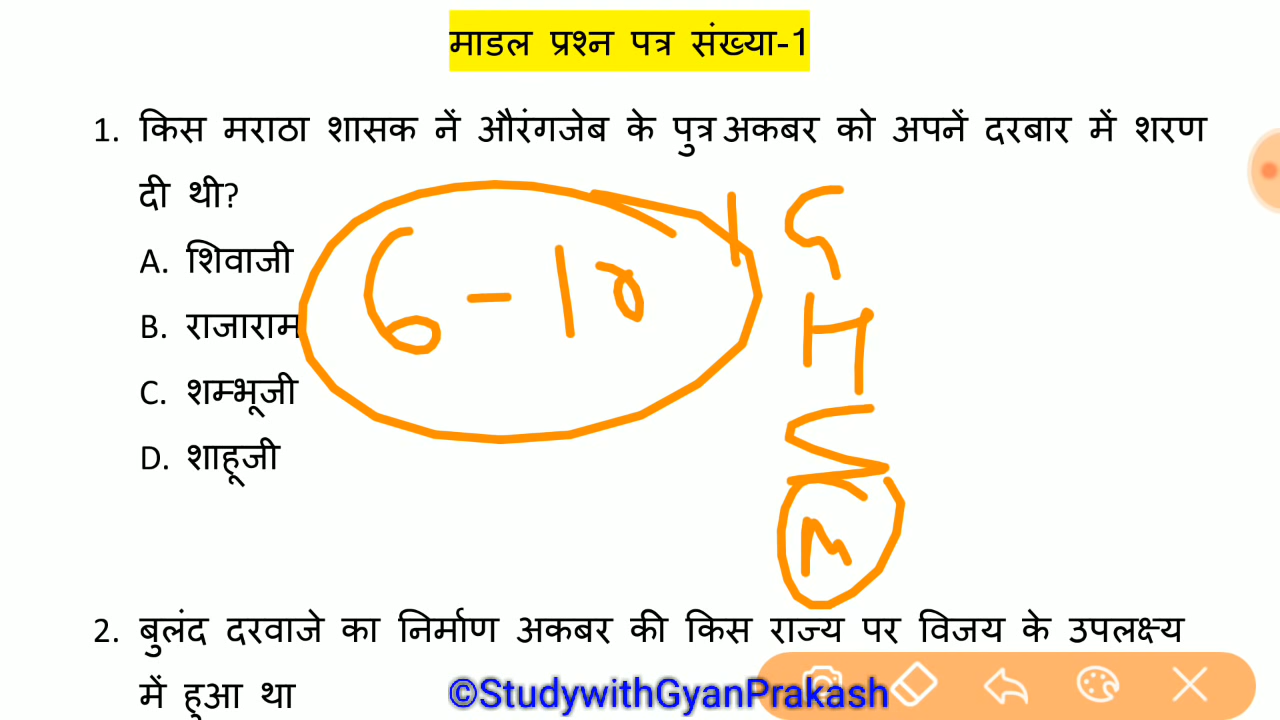 माडल प्रश्न पत्र संख्या-1
1. किस मराठा शासक नें औरंगजेब के पुत्र अकबर को अपनें दरबार में शरण
दी थी?
A. शिवाजी
B. राजाराम
C. शम्भूजी
D. शाहूजी
6-10
H
M
2. बुलंद दरवाजे का निर्माण अकबर की किस राज्य पर विजय के उपलक्ष्य
में हुआ था
©StudywithGyanPrakash